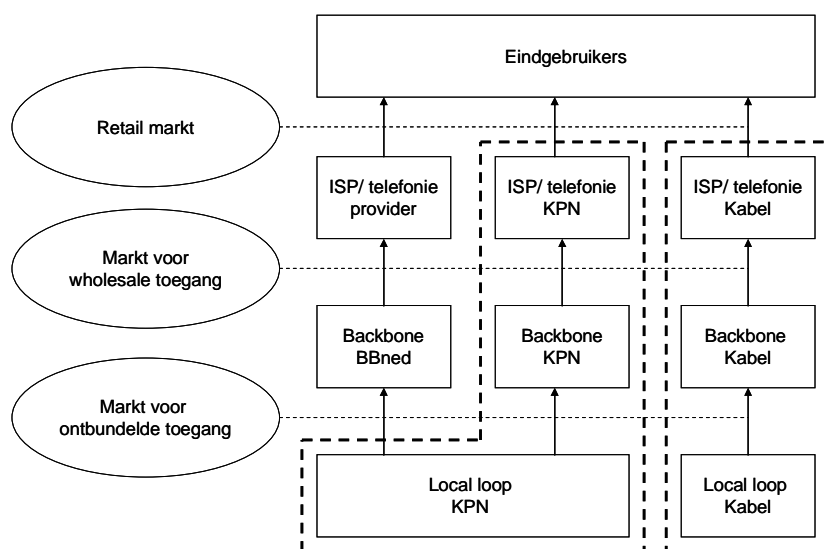 Eindgebruikers
Retail markt
ISP/ telefonie
provider
ISP/ telefonie
KPN
ISP/ telefonie
Kabel
Markt voor
wholesale toegang
Backbone
BBned
Backbone
KPN
Backbone
Kabel
Markt voor
ontbundelde toegang
Local loop
KPN
Local loop
Kabel